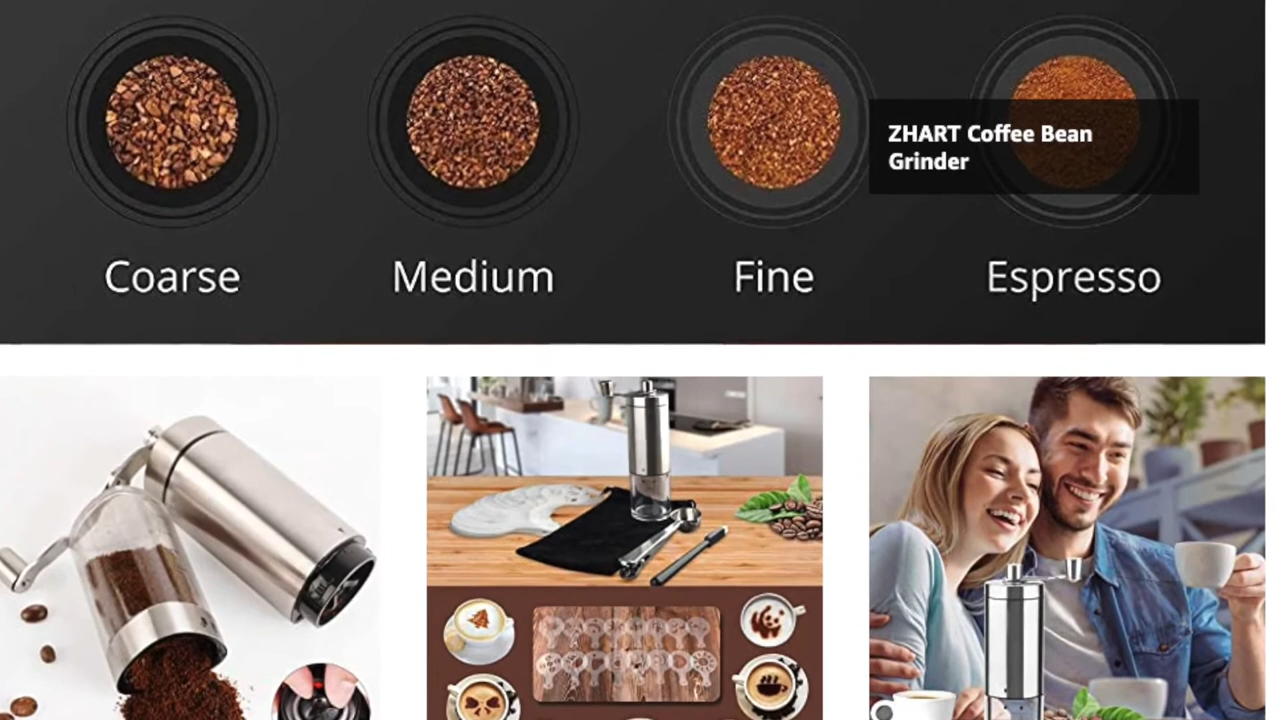 ZHART Coffee Bean
Grinder
Coarse
Medium
Fine
Espresso